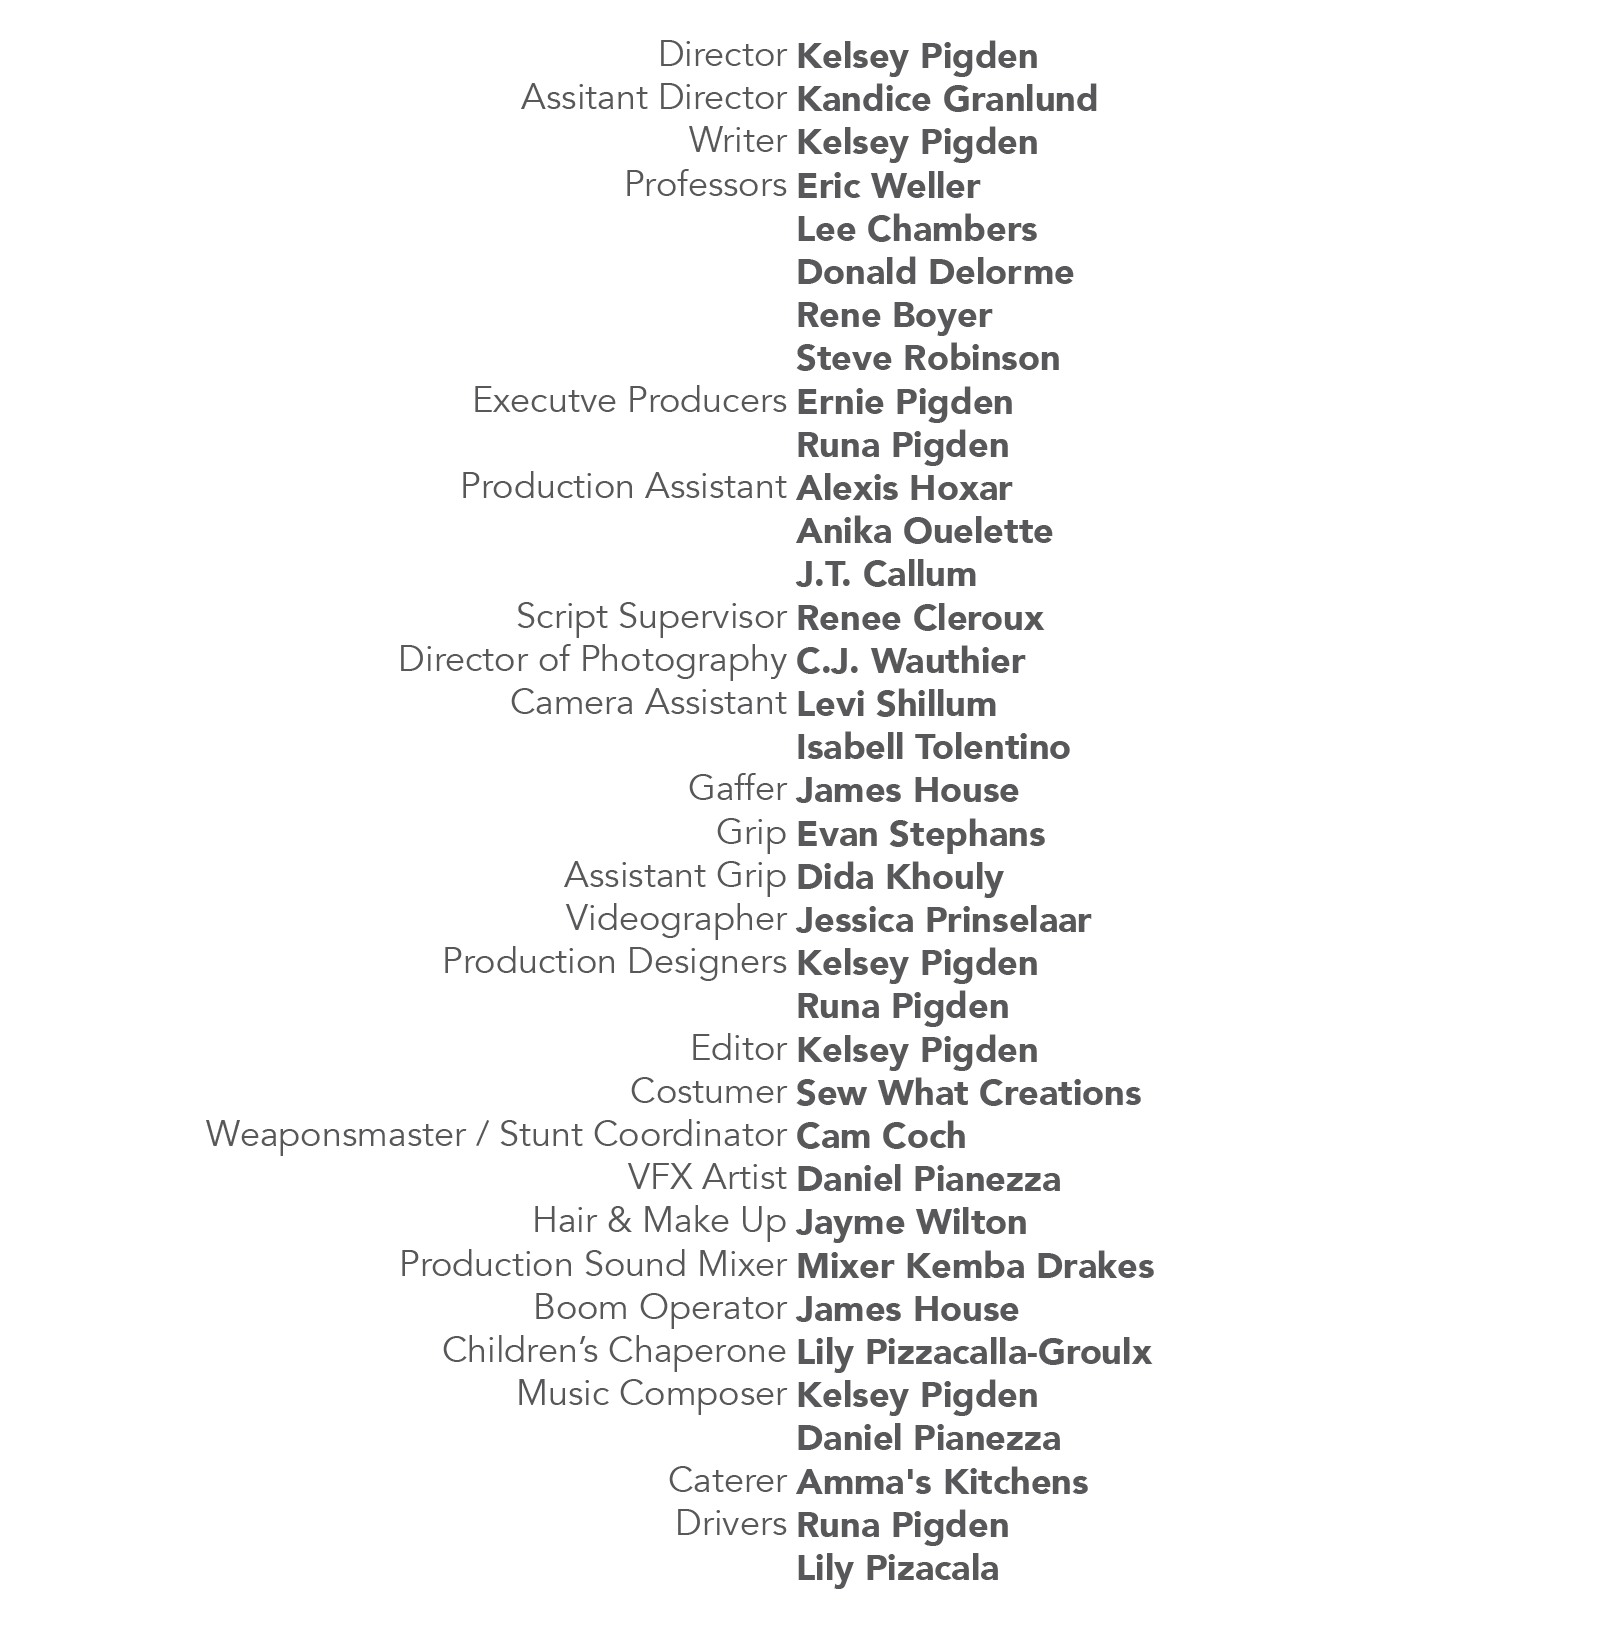 Director Kelsey Pigden
Assitant Director Kandice Granlund
Writer Kelsey Pigden
Professors Eric Weller
Lee Chambers
Donald Delorme
Rene Boyer
Steve Robinson
Executve Producers Ernie Pigden
Runa Pigden
Production Assistant Alexis Hoxar
Anika Ouelette
J.T. Callum
Script Supervisor Renee Cleroux
Director of Photography C.J. Wauthier
Camera Assistant Levi Shillum
Isabell Tolentino
Gaffer James House
Grip Evan Stephans
Assistant Grip Dida Khouly
Videographer Jessica Prinselaar
Production Designers Kelsey Pigden
Runa Pigden
Editor Kelsey Pigden
Costumer Sew What Creations
Weaponsmaster / Stunt Coordinator Cam Coch
VFX Artist Daniel Pianezza
Hair & Make Up Jayme Wilton
Production Sound Mixer Mixer Kemba Drakes
Boom Operator James House
Children’s Chaperone Lily Pizzacalla-Groulx
Music Composer Kelsey Pigden
Daniel Pianezza
Caterer Amma's Kitchens
Drivers Runa Pigden
Lily Pizacala